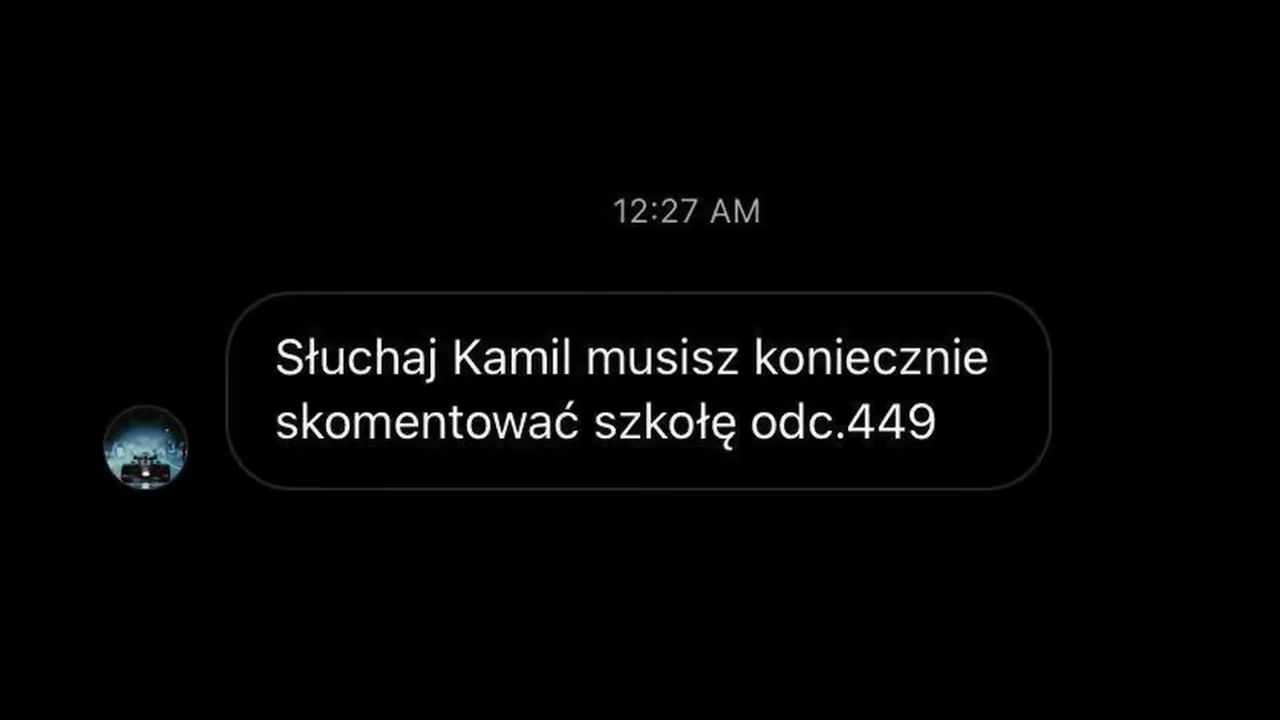 12:27 AM
Słuchaj Kamil musisz koniecznie
skomentować szkołę odc.449